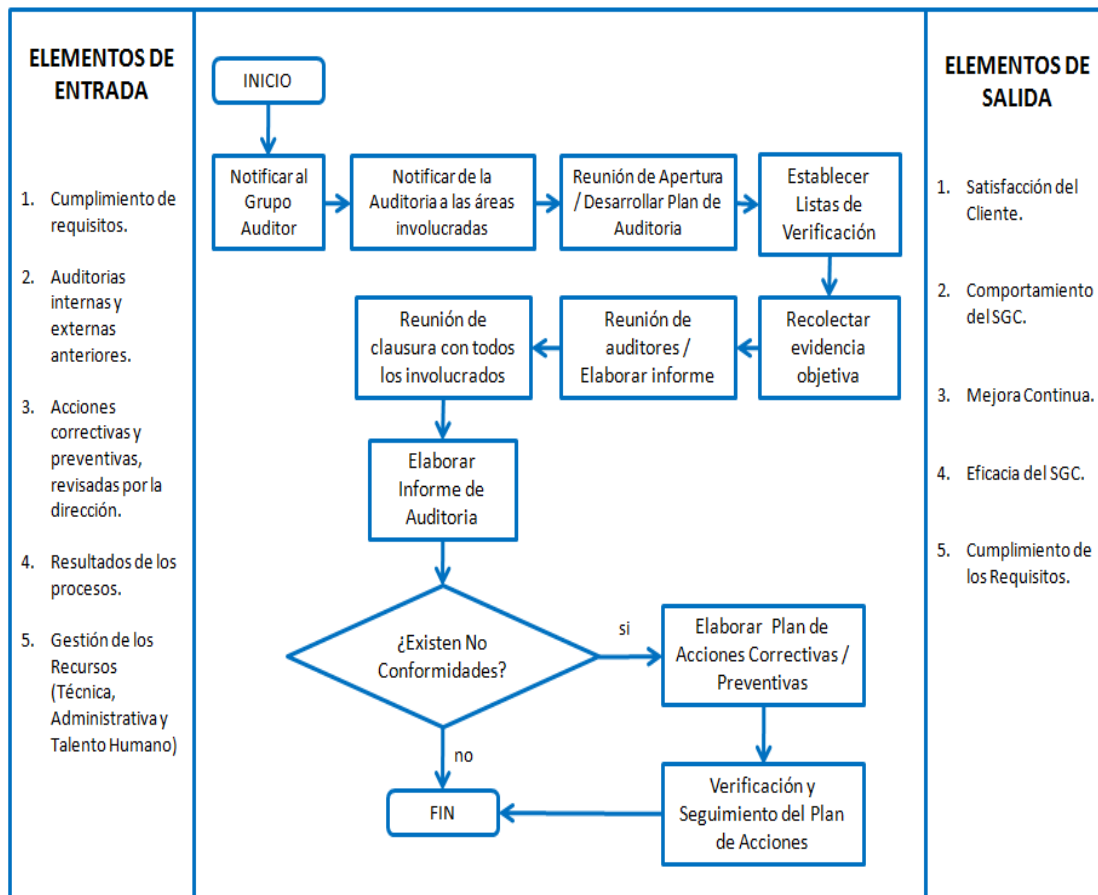 ELEMENTOS DE
ENTRADA
1. Cumplimiento de
requisitos.
2. Auditorias
internas y
externas
anteriores.
3. Acciones
correctivas y
preventivas,
revisadas por la
dirección.
4. Resultados de los
procesos.
5. Gestión de los
Recursos
(Técnica,
Administrativa y
Talento Humano)
INICIO
Notificar al
Grupo
Auditor
Notificar de la
Auditoria a las áreas
involucradas
Reunión de Apertura
/ Desarrollar Plan de
Auditoria
Establecer
Listas de
Verificación
Recolectar
evidencia
objetiva
Reunión de
auditores /
Elaborar informe
Reunión de
clausura con todos
los involucrados
Elaborar
Informe de
Auditoria
¿Existen No
Conformidades?
si
Elaborar Plan de
Acciones Correctivas /
Preventivas
Verificación y
Seguimiento del Plan
de Acciones
no
FIN
ELEMENTOS DE
SALIDA
1. Satisfacción del
Cliente.
2. Comportamiento
del SGC.
3. Mejora Continua.
4. Eficacia del SGC.
5. Cumplimiento de
los Requisitos.